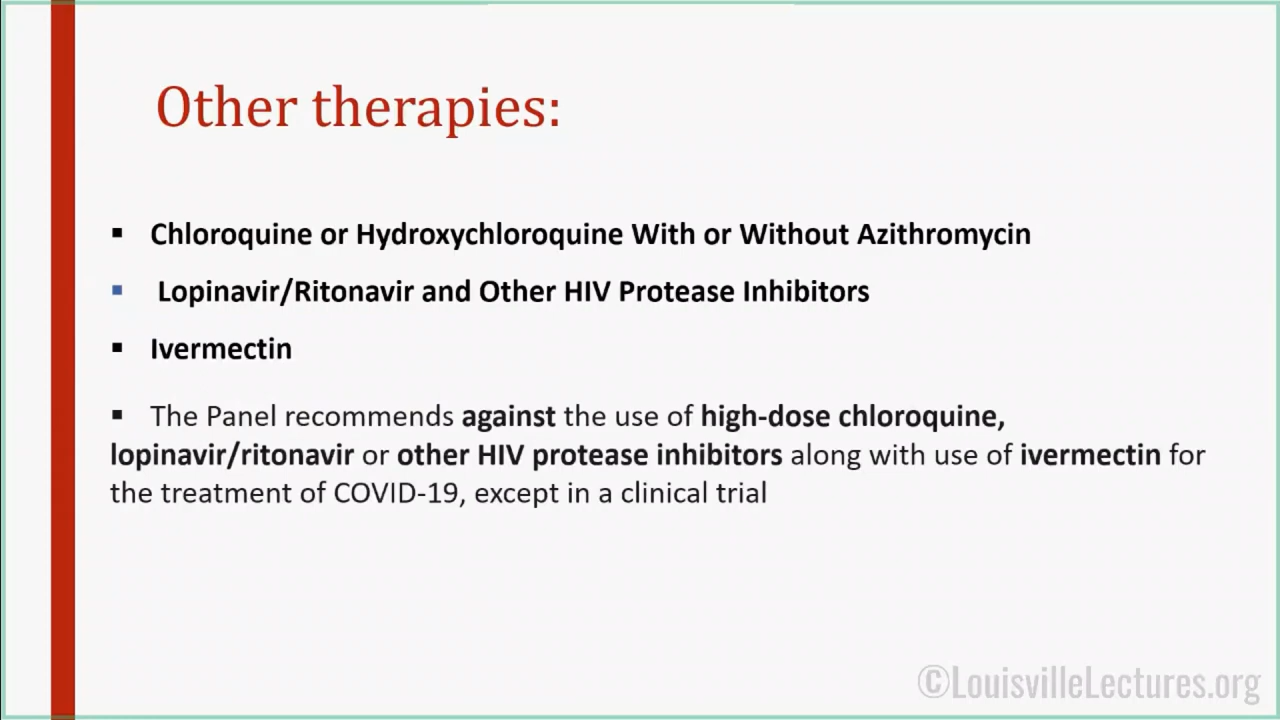 Other therapies:
▪ Chloroquine or Hydroxychloroquine With or Without Azithromycin
▪ Lopinavir/Ritonavir and Other HIV Protease Inhibitors
▪ Ivermectin
▪ The Panel recommends against the use of high-dose chloroquine,
lopinavir/ritonavir or other HIV protease inhibitors along with use of ivermectin for
the treatment of COVID-19, except in a clinical trial
©LouisvilleLectures.org